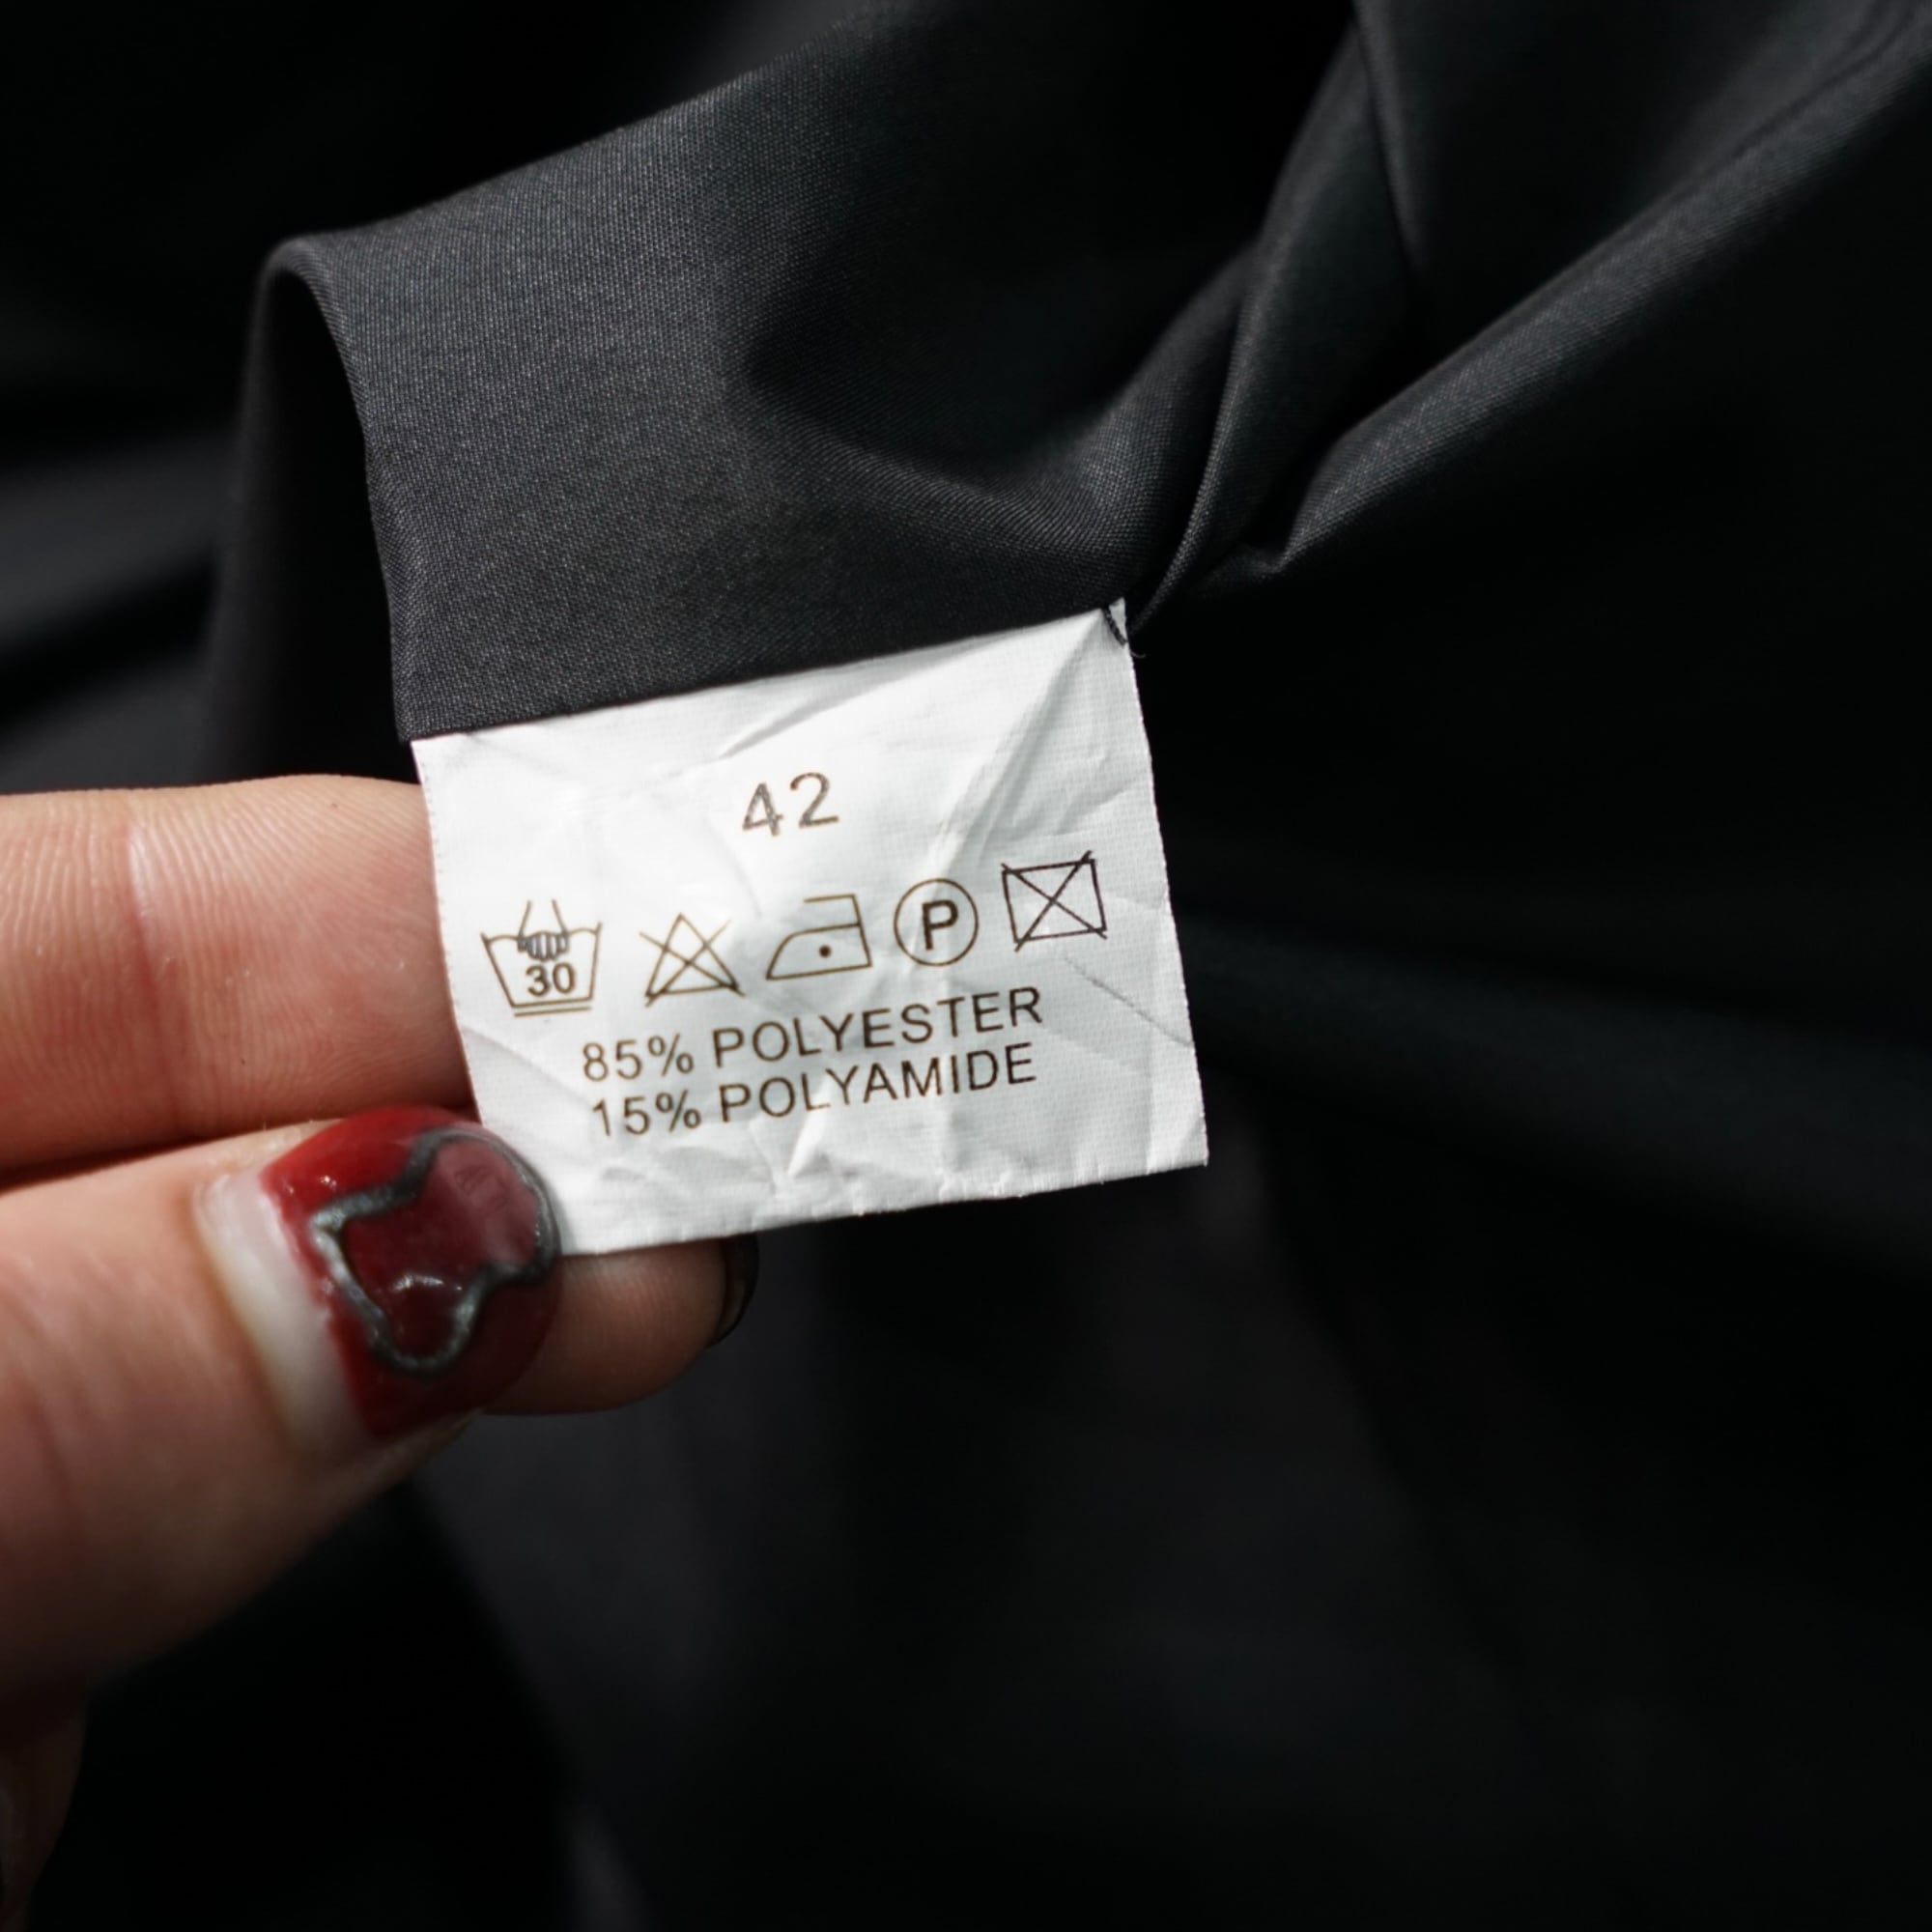 42
30 P
85% POLYESTER
15% POLYAMIDE